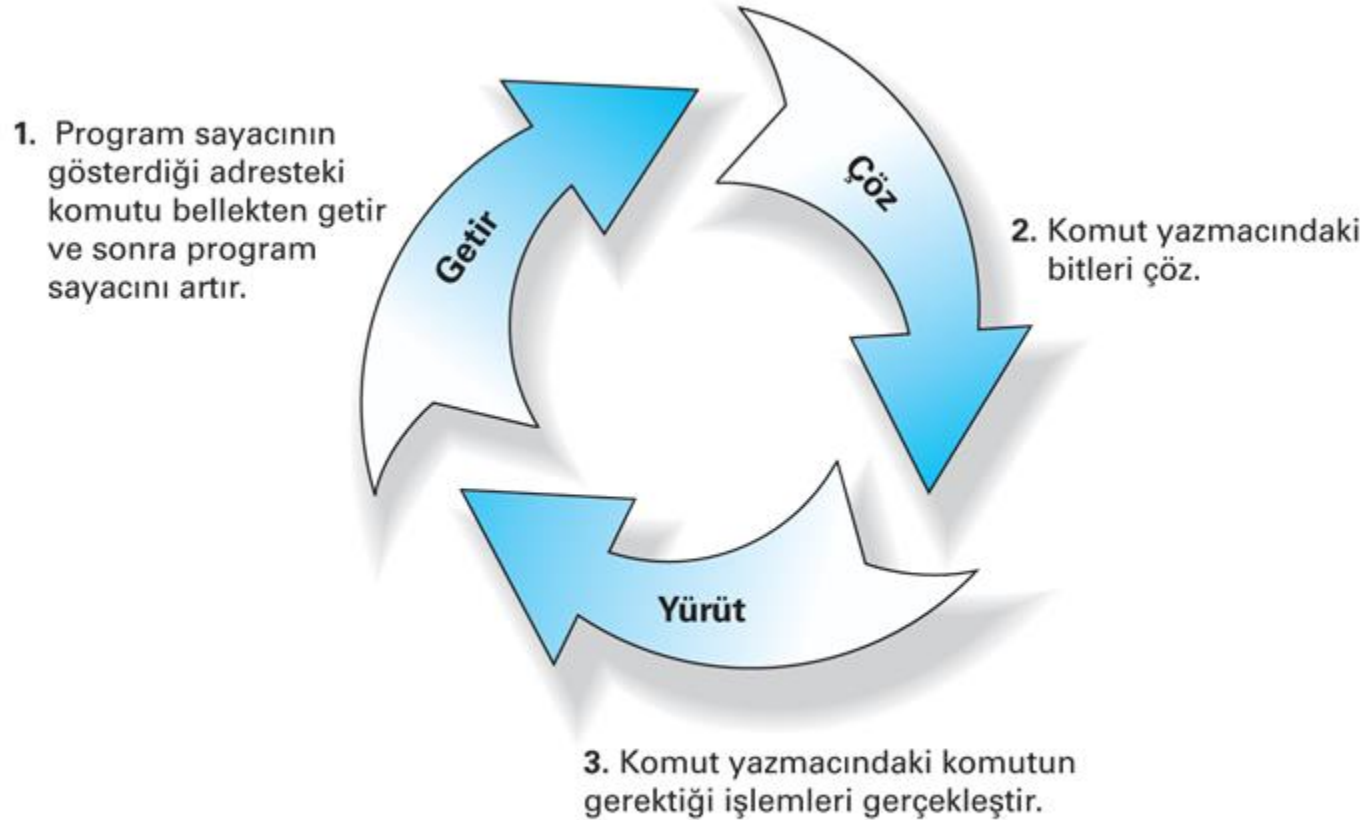 1. Program sayacının
gösterdiği adresteki
komutu bellekten getir
ve sonra program
sayacını artır.
Getir
Çöz
2. Komut yazmacındaki
bitleri çöz.
Yürüt
3. Komut yazmacındaki komutun
gerektiği işlemleri gerçekleştir.